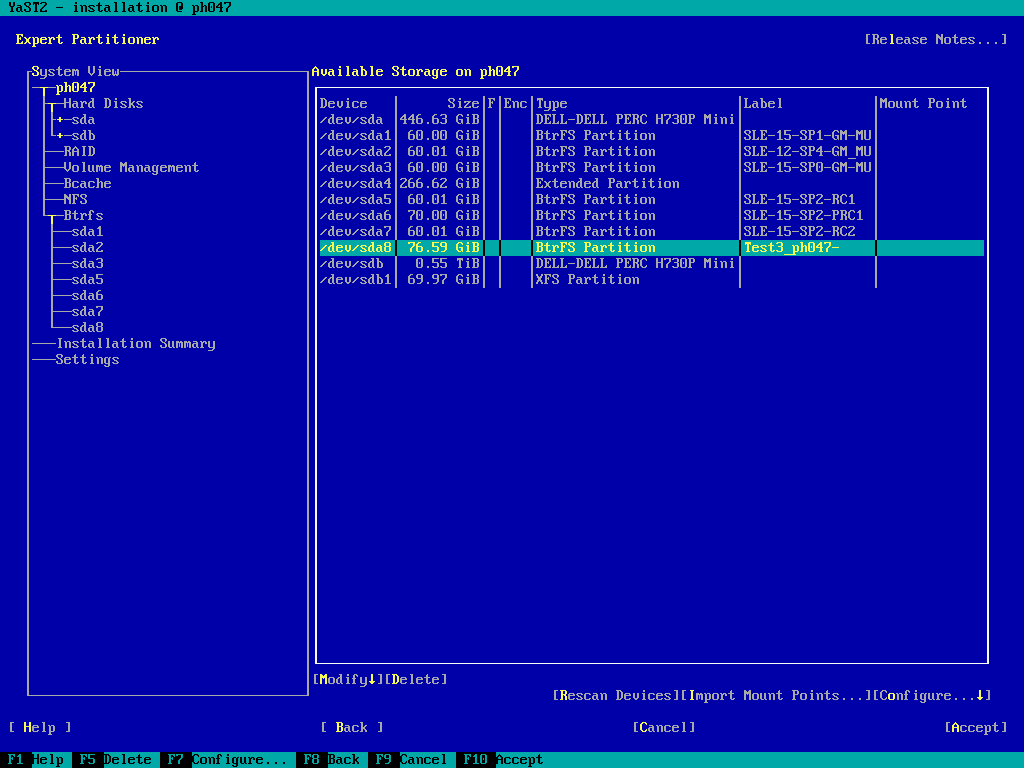 YaST2 - installation @ ph047
Expert Partitioner [Release Notes...]
System View
ph047
Hard Disks
+-sda
+-sdb
RAID
Volume Management
Bcache
NFS
Btrfs
sda1
sda2
sda3
sda5
sda6
sda7
sda8
Installation Summary
Settings
Available Storage on ph047
Device | Size|F|Enc|Type |Label |Mount Point
/dev/sda |446.63 GiB| | |DELL-DELL PERC H730P Mini| |
/dev/sda1| 60.00 GiB| | |BtrFS Partition |SLE-15-SP1-GM-MU|
/dev/sda2| 60.01 GiB| | |BtrFS Partition |SLE-12-SP4-GM_MU|
/dev/sda3| 60.00 GiB| | |BtrFS Partition |SLE-15-SP0-GM-MU|
/dev/sda4|266.62 GiB| | |Extended Partition | |
/dev/sda5| 60.01 GiB| | |BtrFS Partition |SLE-15-SP2-RC1 |
/dev/sda6| 70.00 GiB| | |BtrFS Partition |SLE-15-SP2-PRC1 |
/dev/sda7| 60.01 GiB| | |BtrFS Partition |SLE-15-SP2-RC2 |
/dev/sda8| 76.59 GiB| | |BtrFS Partition |Test3_ph047- |
/dev/sdb | 0.55 TiB| | |DELL-DELL PERC H730P Mini| |
/dev/sdb1| 69.97 GiB| | |XFS Partition | |
[Modify↓][Delete]
[Rescan Devices][Import Mount Points...][Configure...↓]
[ Help ] [ Back ] [Cancel] [Accept]
F1 Help F5 Delete F7 Configure... F8 Back F9 Cancel F10 Accept